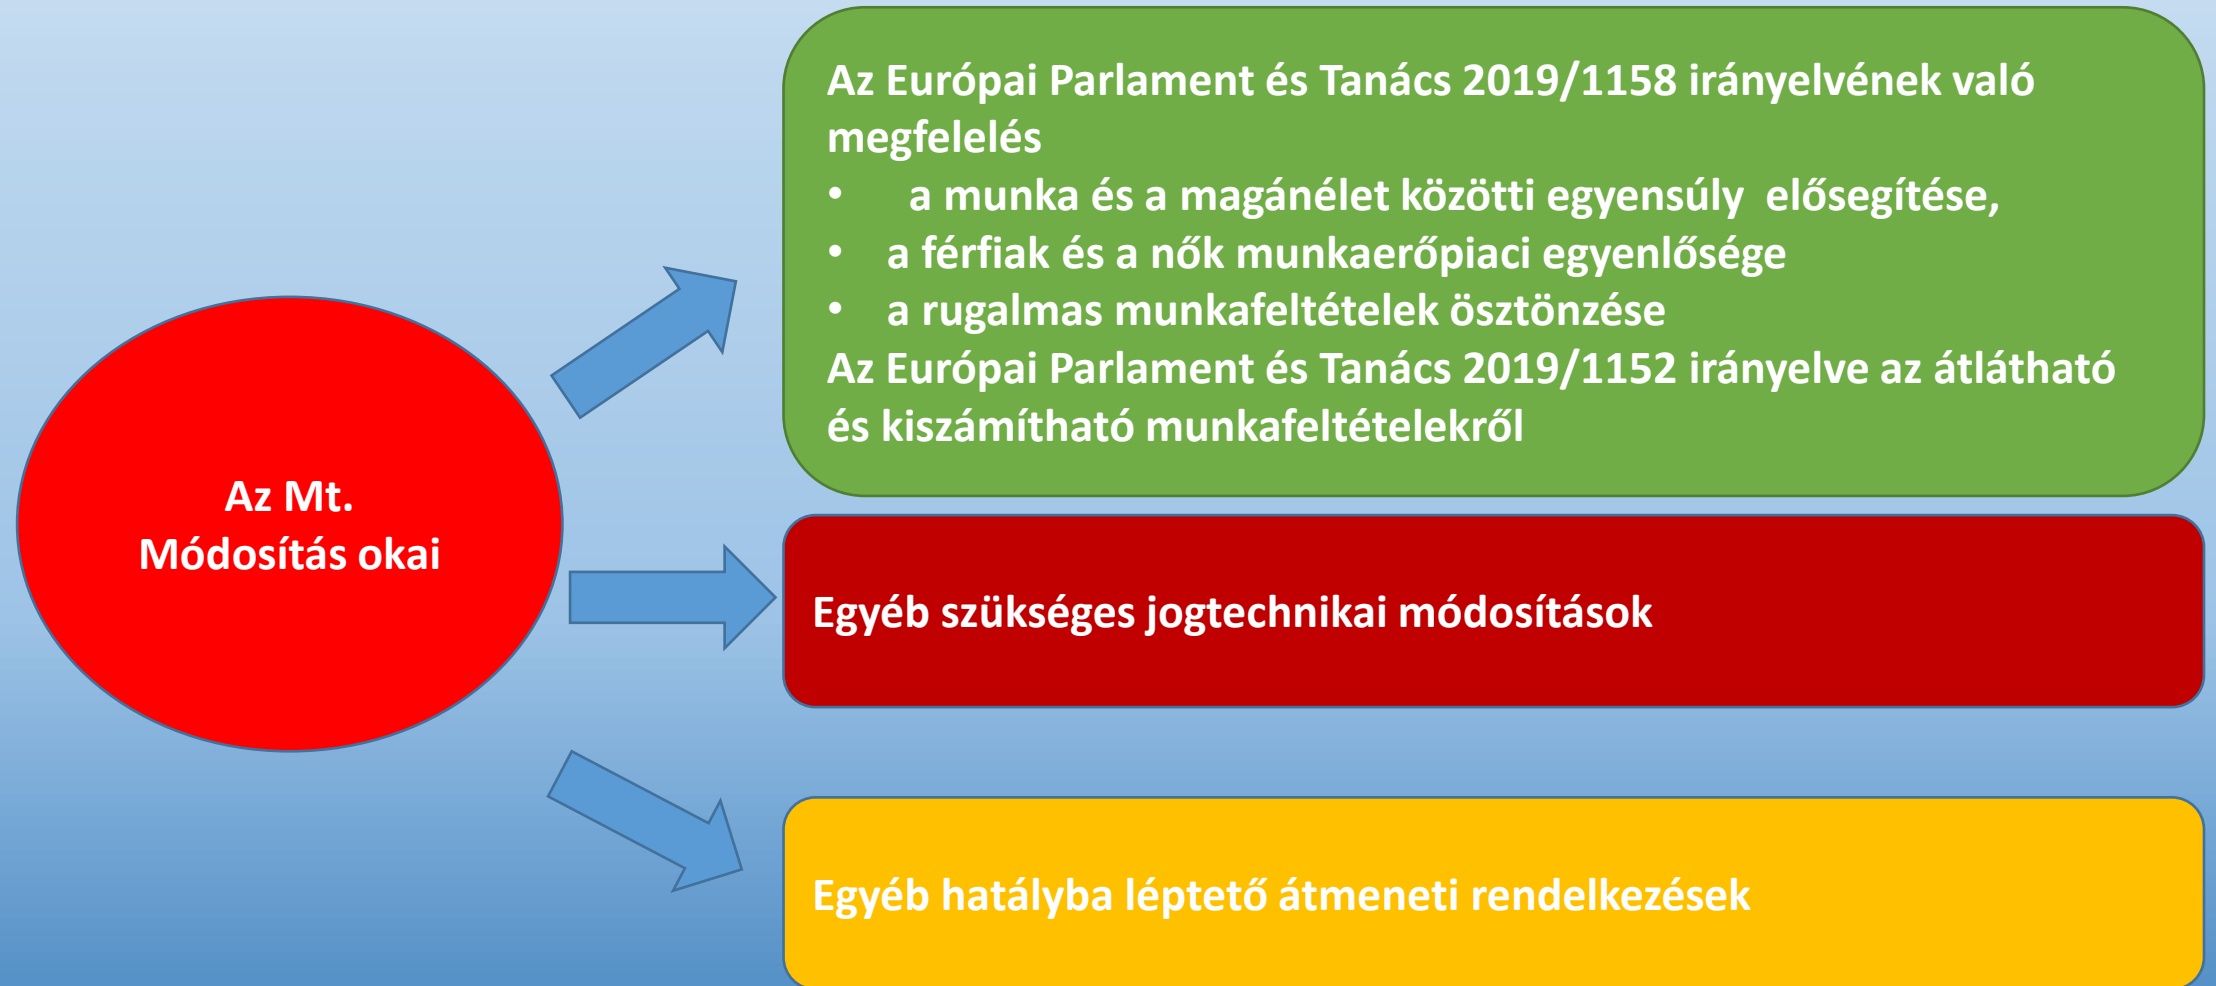 Az Mt.
Módosítás okai
Az Európai Parlament és Tanács 2019/1158 irányelvének való
megfelelés
• a munka és a magánélet közötti egyensúly elősegítése,
• a férfiak és a nők munkaerőpiaci egyenlősége
• a rugalmas munkafeltételek ösztönzése
Az Európai Parlament és Tanács 2019/1152 irányelve az átlátható
és kiszámítható munkafeltételekről
Egyéb szükséges jogtechnikai módosítások
Egyéb hatályba léptető átmeneti rendelkezések